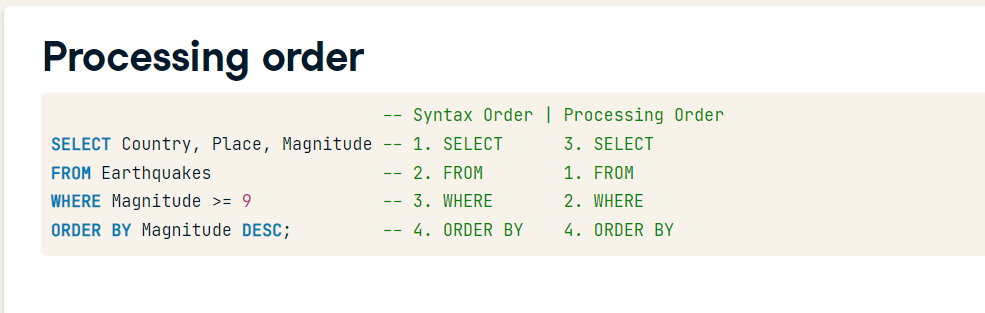 Processing order
-- Syntax Order | Processing Order
SELECT Country, Place, Magnitude -- 1. SELECT      3. SELECT
FROM Earthquakes                 -- 2. FROM        1. FROM
WHERE Magnitude >= 9             -- 3. WHERE       2. WHERE
ORDER BY Magnitude DESC;         -- 4. ORDER BY    4. ORDER BY